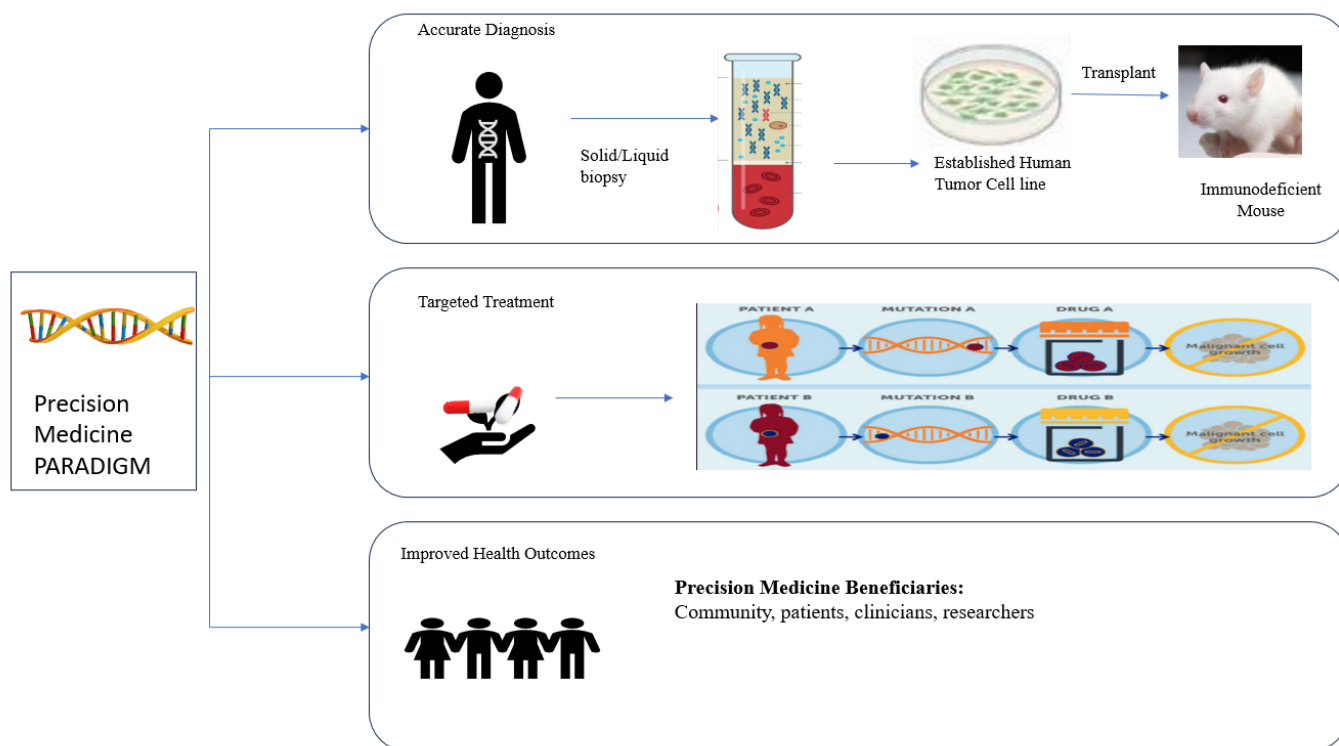 Accurate Diagnosis
Solid/Liquid
biopsy
Established Human
Tumor Cell line
Transplant
Immunodeficient
Mouse
Precision
Medicine
PARADIGM
Targeted Treatment
PATIENT A
MUTATION A
DRUG A
Malignant cell
growth
PATIENT B
MUTATION B
DRUG B
Malignant cell
growth
Improved Health Outcomes
Precision Medicine Beneficiaries:
Community, patients, clinicians, researchers